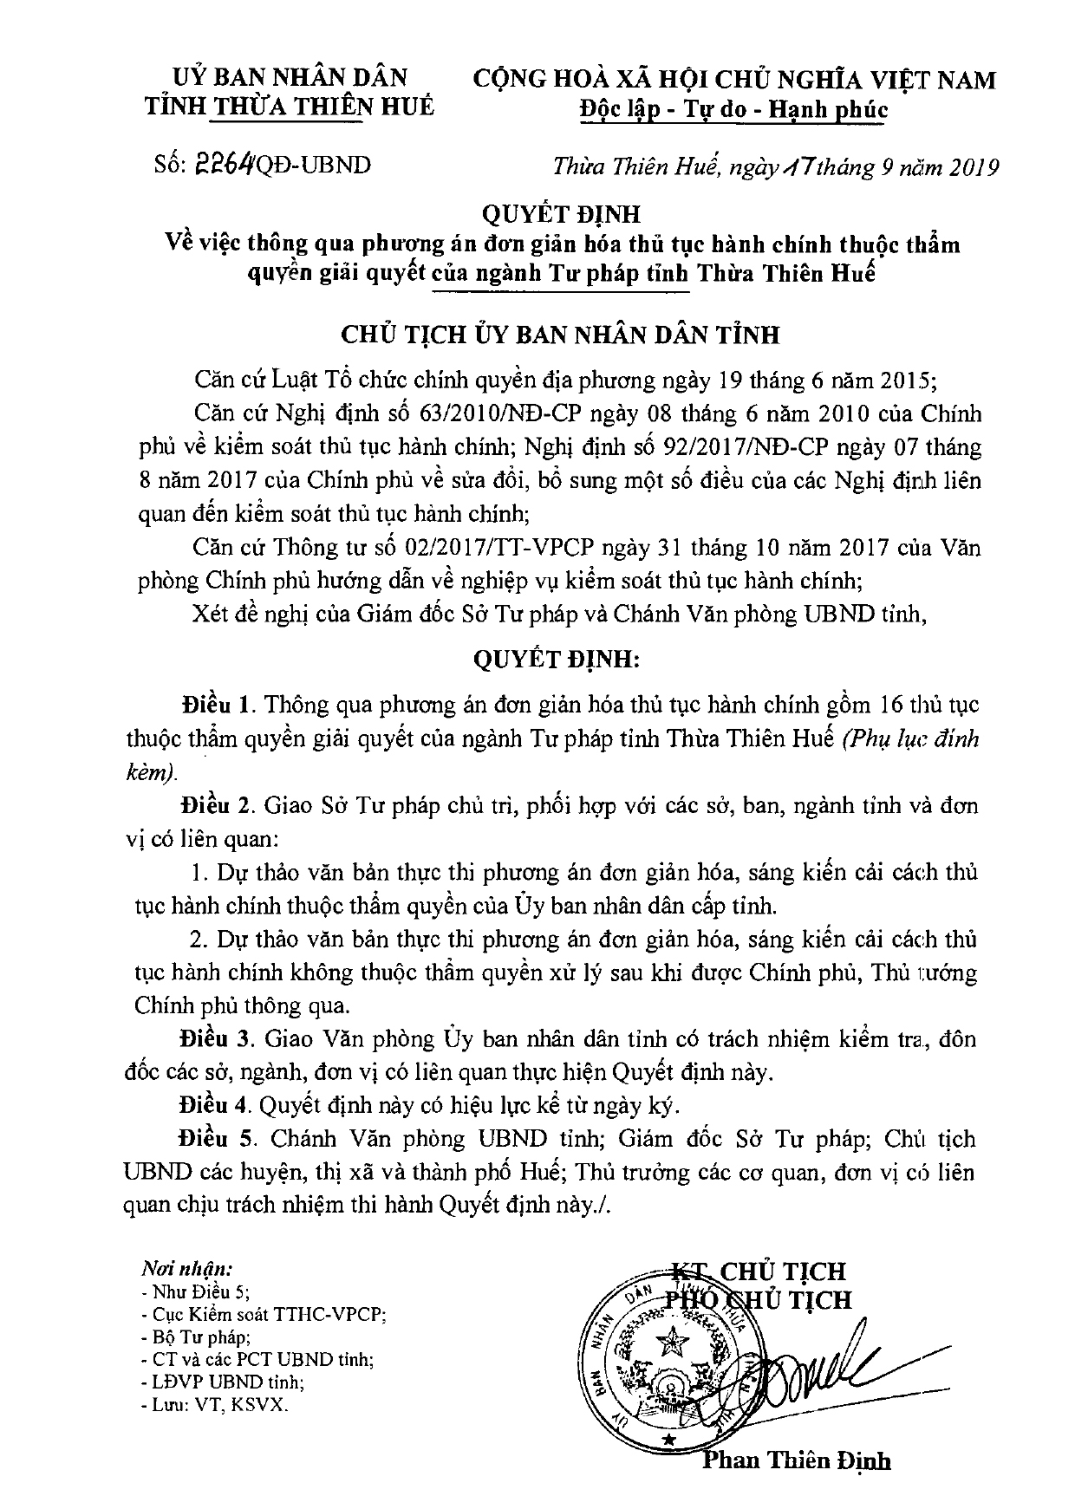 UỶ BAN NHÂN DÂN
TỈNH THỪA THIÊN HUẾ
CỘNG HOÀ XÃ HỘI CHỦ NGHĨA VIỆT NAM
Độc lập - Tự do - Hạnh phúc
Số: 2264/QĐ-UBND
Thừa Thiên Huế, ngày 17 tháng 9 năm 2019
QUYẾT ĐỊNH
Về việc thông qua phương án đơn giản hóa thủ tục hành chính thuộc thẩm
quyền giải quyết của ngành Tư pháp tỉnh Thừa Thiên Huế
CHỦ TỊCH ỦY BAN NHÂN DÂN TỈNH
Căn cứ Luật Tổ chức chính quyền địa phương ngày 19 tháng 6 năm 2015;
Căn cứ Nghị định số 63/2010/NĐ-CP ngày 08 tháng 6 năm 2010 của Chính
phủ về kiểm soát thủ tục hành chính; Nghị định số 92/2017/NĐ-CP ngày 07 tháng
8 năm 2017 của Chính phủ về sửa đổi, bổ sung một số điều của các Nghị định liên
quan đến kiểm soát thủ tục hành chính;
Căn cứ Thông tư số 02/2017/TT-VPCP ngày 31 tháng 10 năm 2017 của Văn
phòng Chính phủ hướng dẫn về nghiệp vụ kiểm soát thủ tục hành chính;
Xét đề nghị của Giám đốc Sở Tư pháp và Chánh Văn phòng UBND tỉnh,
QUYẾT ĐỊNH:
Điều 1. Thông qua phương án đơn giản hóa thủ tục hành chính gồm 16 thủ tục
thuộc thẩm quyền giải quyết của ngành Tư pháp tỉnh Thừa Thiên Huế (Phụ lục đính
kèm).
Điều 2. Giao Sở Tư pháp chủ trì, phối hợp với các sở, ban, ngành tỉnh và đơn
vị có liên quan:
1. Dự thảo văn bản thực thi phương án đơn giản hóa, sáng kiến cải cách thủ
tục hành chính thuộc thẩm quyền của Ủy ban nhân dân cấp tỉnh.
2. Dự thảo văn bản thực thi phương án đơn giản hóa, sáng kiến cải cách thủ
tục hành chính không thuộc thẩm quyền xử lý sau khi được Chính phủ, Thủ tướng
Chính phủ thông qua.
Điều 3. Giao Văn phòng Ủy ban nhân dân tỉnh có trách nhiệm kiểm tra, đôn
đốc các sở, ngành, đơn vị có liên quan thực hiện Quyết định này.
Điều 4. Quyết định này có hiệu lực kể từ ngày ký.
Điều 5. Chánh Văn phòng UBND tỉnh; Giám đốc Sở Tư pháp; Chủ tịch
UBND các huyện, thị xã và thành phố Huế; Thủ trưởng các cơ quan, đơn vị có liên
quan chịu trách nhiệm thi hành Quyết định này./.
Nơi nhận:
- Như Điều 5;
- Cục Kiểm soát TTHC-VPCP;
- Bộ Tư pháp;
- CT và các PCT UBND tỉnh;
- LĐVP UBND tỉnh;
- Lưu: VT, KSVX.
KT. CHỦ TỊCH
PHÓ CHỦ TỊCH
ỦY BAN NHÂN DÂN TỈNH THỪA THIÊN HUẾ
Phan Thiên Định